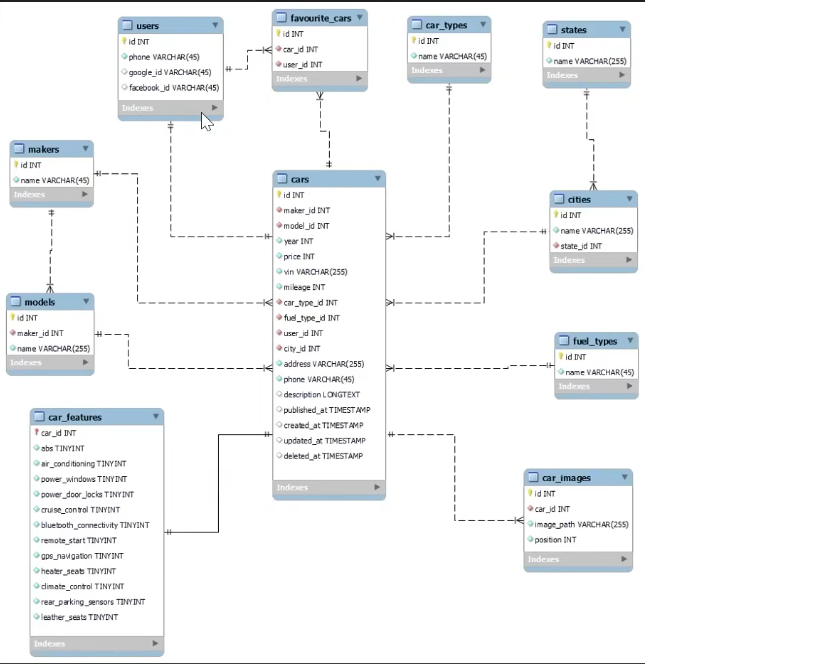 users
id INT
phone VARCHAR(45)
google_id VARCHAR(45)
facebook_id VARCHAR(45)
Indexes
favourite_cars
id INT
car_id INT
user_id INT
Indexes
car_types
id INT
name VARCHAR(45)
Indexes
states
id INT
name VARCHAR(255)
Indexes
makers
id INT
name VARCHAR(45)
Indexes
cars
id INT
maker_id INT
model_id INT
year INT
price INT
vin VARCHAR(255)
mileage INT
car_type_id INT
fuel_type_id INT
user_id INT
city_id INT
address VARCHAR(255)
phone VARCHAR(45)
description LONGTEXT
published_at TIMESTAMP
created_at TIMESTAMP
updated_at TIMESTAMP
deleted_at TIMESTAMP
Indexes
cities
id INT
name VARCHAR(255)
state_id INT
Indexes
models
id INT
maker_id INT
name VARCHAR(255)
Indexes
fuel_types
id INT
name VARCHAR(45)
Indexes
car_features
car_id INT
abs TINYINT
air_conditioning TINYINT
power_windows TINYINT
power_door_locks TINYINT
cruise_control TINYINT
bluetooth_connectivity TINYINT
remote_start TINYINT
gps_navigation TINYINT
heater_seats TINYINT
climate_control TINYINT
rear_parking_sensors TINYINT
leather_seats TINYINT
Indexes
car_images
id INT
car_id INT
image_path VARCHAR(255)
position INT
Indexes